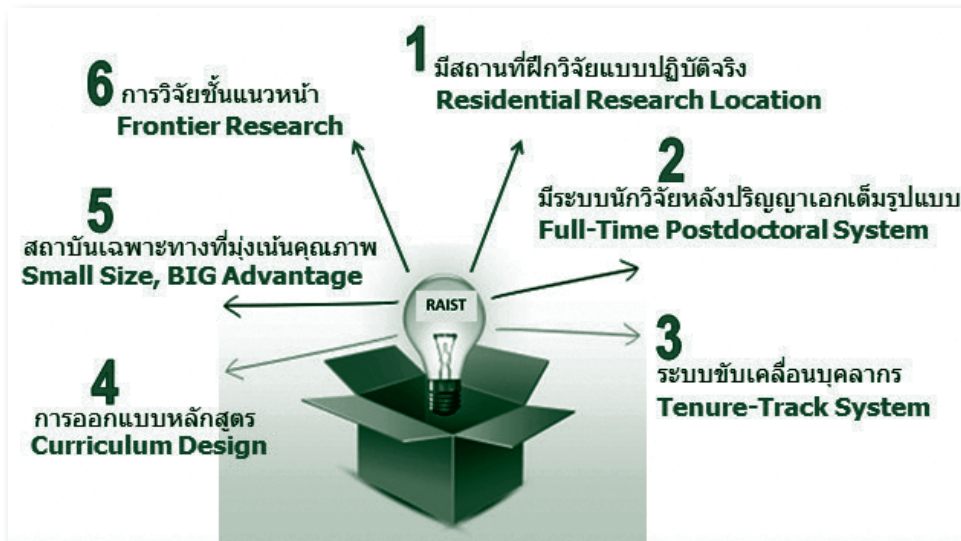 1
มีสถานที่ฝึกวิจัยแบบปฏิบัติจริง
Residential Research Location
2
มีระบบนักวิจัยหลังปริญญาเอกเต็มรูปแบบ
Full-Time Postdoctoral System
3
ระบบขับเคลื่อนบุคลากร
Tenure-Track System
4
การออกแบบหลักสูตร
Curriculum Design
5
สถาบันเฉพาะทางที่มุ่งเน้นคุณภาพ
Small Size, BIG Advantage
6 การวิจัยชั้นแนวหน้า
Frontier Research
RAIST